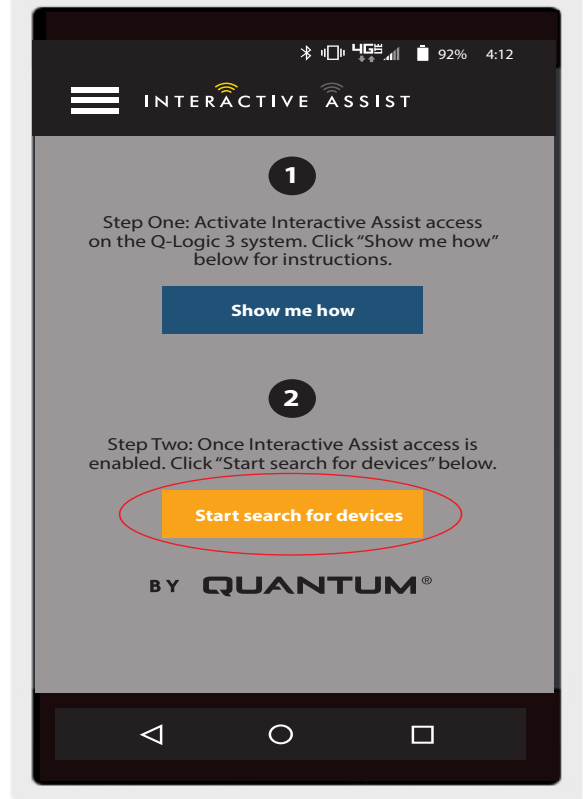 4G LTE 92% 4:12
INTERACTIVE ASSIST
1
Step One: Activate Interactive Assist access
on the Q-Logic 3 system. Click “Show me how”
below for instructions.
Show me how
2
Step Two: Once Interactive Assist access is
enabled. Click “Start search for devices” below.
Start search for devices
BY QUANTUM®